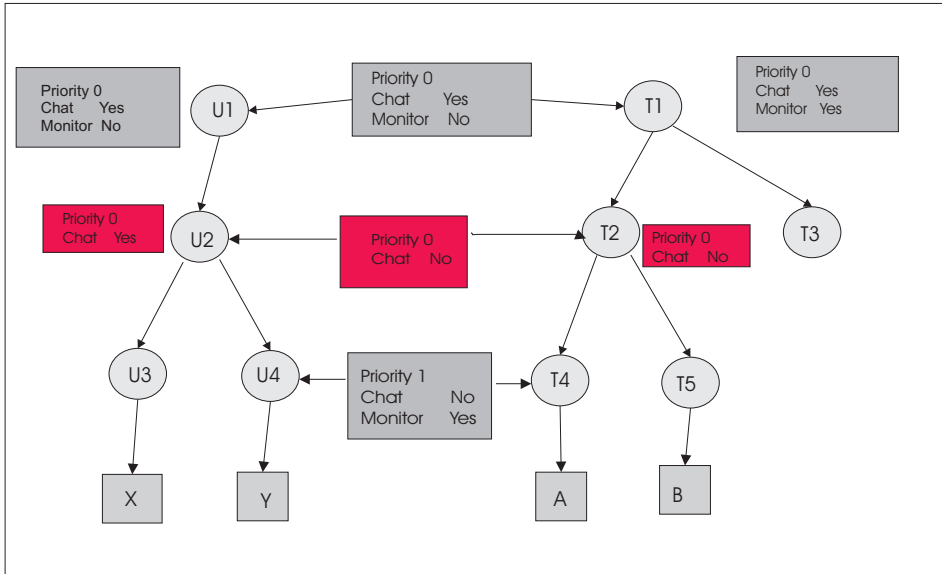 Priority 0
Chat Yes
Monitor No
U1
Priority 0
Chat Yes
Monitor No
T1
Priority 0
Chat Yes
Monitor Yes
Priority 0
Chat Yes
U2
Priority 0
Chat No
T2
Priority 0
Chat No
T3
U3
U4
Priority 1
Chat No
Monitor Yes
T4
T5
X
Y
A
B